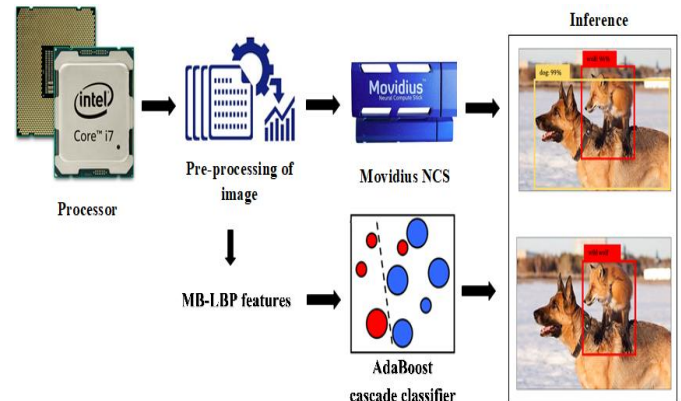 Inference
intel
Core™ i7
Processor
Pre-processing of
image
Movidius™
Neural Compute Stick
Movidius NCS
dog: 99%
MB-LBP features
AdaBoost
cascade classifier